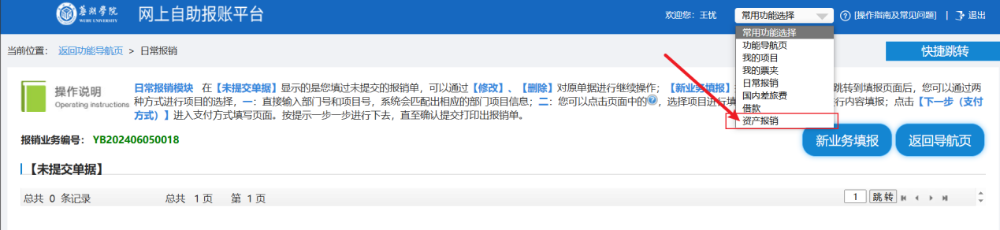 芜湖学院
WUHU UNIVERSITY
网上自助报账平台
欢迎您：王忧
常用功能选择
[操作指南及常见问题]
|
退出
常用功能选择
功能导航页
我的项目
我的票夹
日常报销
国内差旅费
借款
资产报销
当前位置： 返回功能导航页 > 日常报销
快捷跳转
操作说明
Operating instructions
日常报销模块 在【未提交单据】显示的是您填过未提交的报销单，可以通过【修改】、【删除】对原单据进行继续操作；【新业务填报】 跳转到填报页面后，您可以通过两
种方式进行项目的选择，一：直接输入部门号和项目号，系统会匹配出相应的部门项目信息；二：您可以点击页面中的 ，选择项目进行填 行内容填报；点击【下一步（支付
方式）】进入支付方式填写页面。按提示一步一步进行下去，直至确认提交打印出报销单。
报销业务编号： YB202406050018
新业务填报
返回导航页
【未提交单据】
总共 0 条记录 总共 1 页 第 1 页
1 跳转